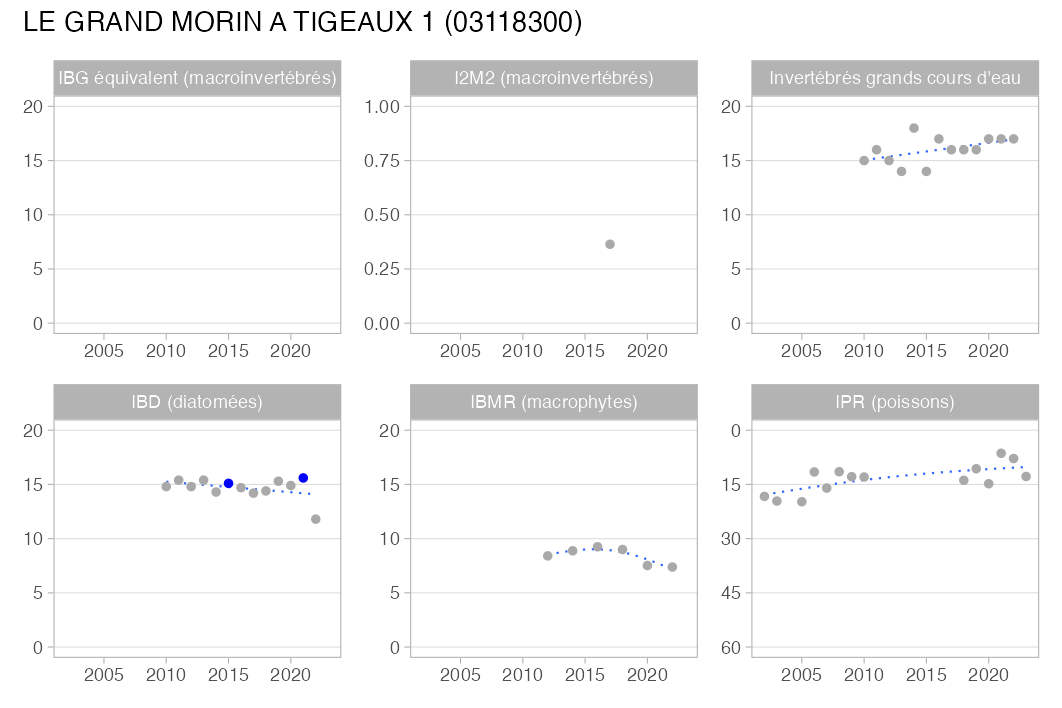 LE GRAND MORIN A TIGEAUX 1 (03118300)
IBG équivalent (macroinvertébrés)
20
15
10
5
0
2005 2010 2015 2020
I2M2 (macroinvertébrés)
1.00
0.75
0.50
0.25
0.00
2005 2010 2015 2020
Invertébrés grands cours d'eau
20
15
10
5
0
2005 2010 2015 2020
IBD (diatomées)
20
15
10
5
0
2005 2010 2015 2020
IBMR (macrophytes)
20
15
10
5
0
2005 2010 2015 2020
IPR (poissons)
0
15
30
45
60
2005 2010 2015 2020